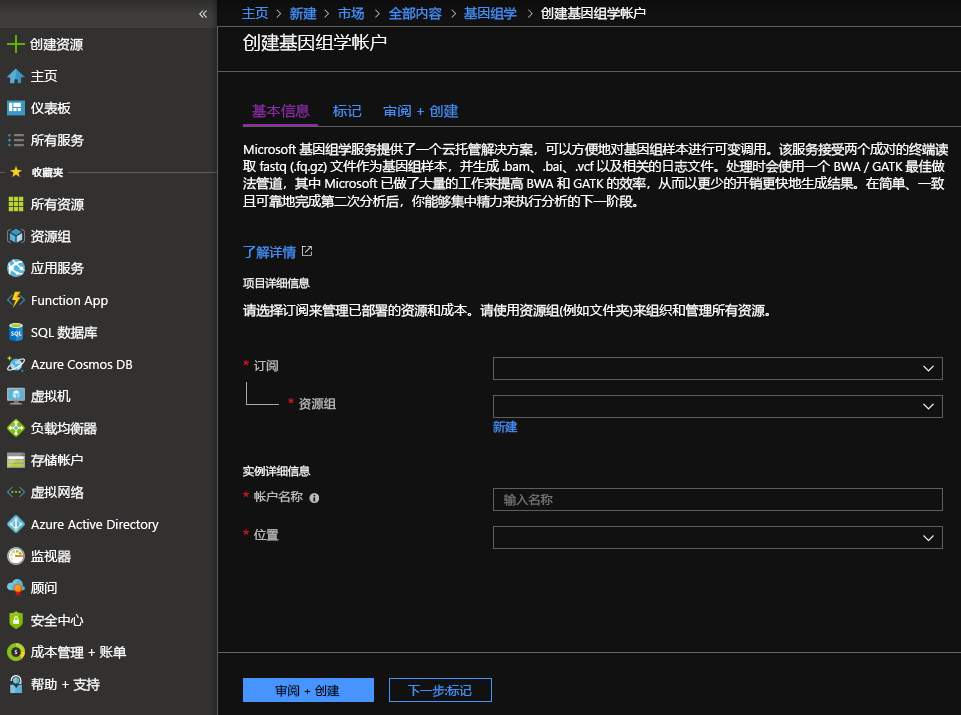 «
创建资源
主页
仪表板
所有服务
收藏夹
所有资源
资源组
应用服务
Function App
SQL 数据库
Azure Cosmos DB
虚拟机
负载均衡器
存储帐户
虚拟网络
Azure Active Directory
监视器
顾问
安全中心
成本管理 + 账单
帮助 + 支持
主页 > 新建 > 市场 > 全部内容 > 基因组学 > 创建基因组学帐户
创建基因组学帐户
基本信息 标记 审阅 + 创建
Microsoft 基因组学服务提供了一个云托管解决方案，可以方便地对基因组样本进行可变调用。该服务接受两个成对的终端读
取 fastq (.fq.gz) 文件作为基因组样本，并生成 .bam、.bai、.vcf 以及相关的日志文件。处理时会使用一个 BWA / GATK 最佳做
法管道，其中 Microsoft 已做了大量的工作来提高 BWA 和 GATK 的效率，从而以更少的开销更快地生成结果。在简单、一致
且可靠地完成第二次分析后，你能够集中精力来执行分析的下一阶段。
了解详情
项目详细信息
请选择订阅来管理已部署的资源和成本。请使用资源组(例如文件夹)来组织和管理所有资源。
* 订阅
* 资源组
新建
实例详细信息
* 帐户名称
输入名称
* 位置
审阅 + 创建 下一步:标记